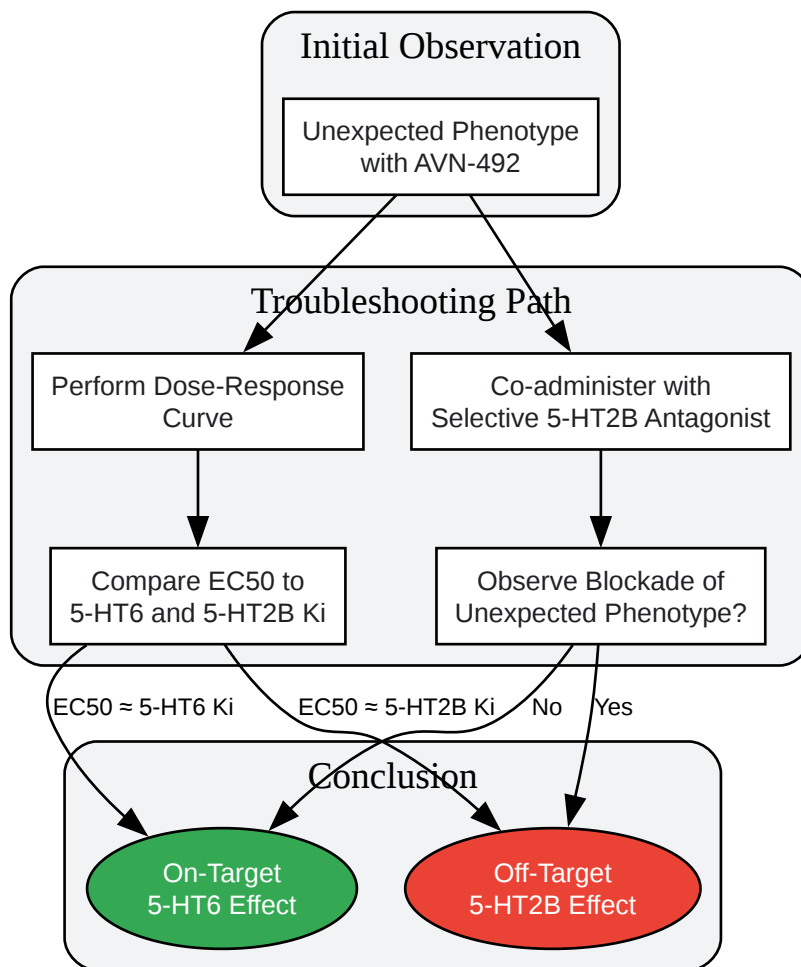 Initial Observation
Unexpected Phenotype
with AVN-492
Troubleshooting Path
Perform Dose-Response
Curve
Co-administer with
Selective 5-HT2B Antagonist
Compare EC50 to
5-HT6 and 5-HT2B Ki
Observe Blockade of
Unexpected Phenotype?
EC50 ≈ 5-HT6 Ki
EC50 ≈ 5-HT2B Ki
No
Yes
Conclusion
On-Target
5-HT6 Effect
Off-Target
5-HT2B Effect